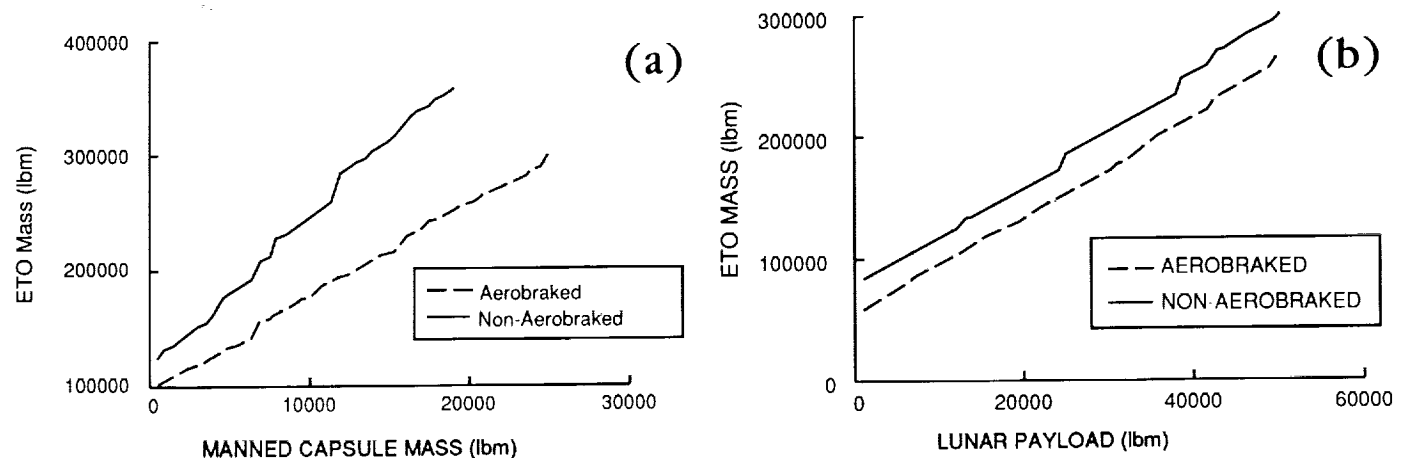 (a)
400000
300000
200000
100000
ETO Mass (lbm)
Aerobraked
Non-Aerobraked
0 10000 20000 30000
MANNED CAPSULE MASS (lbm)
(b)
300000
200000
100000
0
ETO MASS (lbm)
AEROBRAKED
NON-AEROBRAKED
0 20000 40000 60000
LUNAR PAYLOAD (lbm)